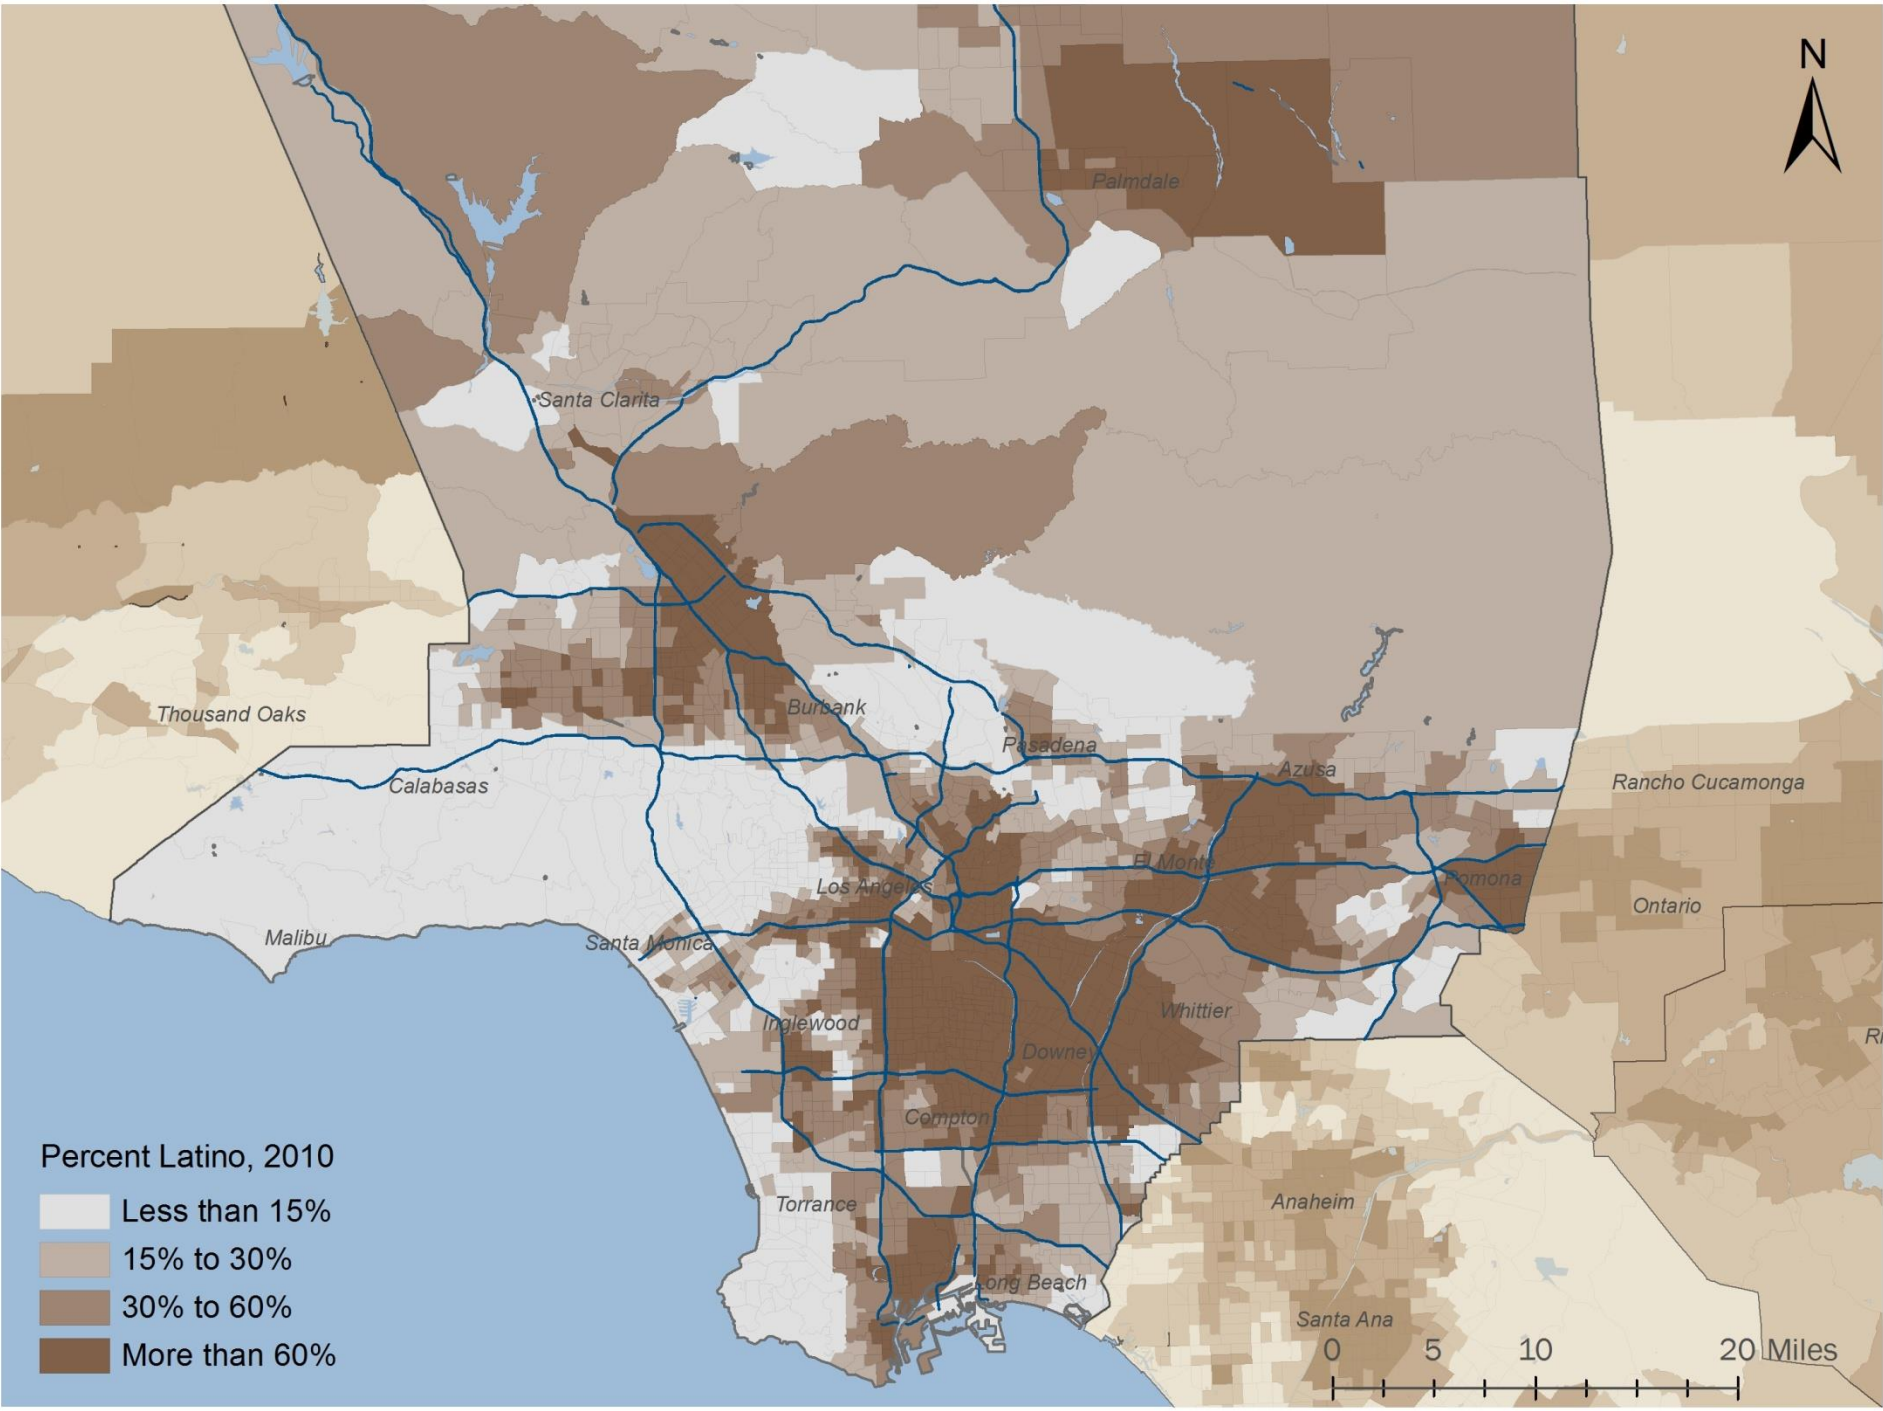 N
Palmdale
Santa Clarita
Thousand Oaks
Burbank
Pasadena
Azusa
Calabasas
Rancho Cucamonga
El Monte
Los Angeles
Pomona
Ontario
Malibu
Santa Monica
Whittier
Inglewood
Ri
Downey
Compton
Percent Latino, 2010
Less than 15%
15% to 30%
30% to 60%
More than 60%
Torrance
Anaheim
Long Beach
Santa Ana
0 5 10 20 Miles